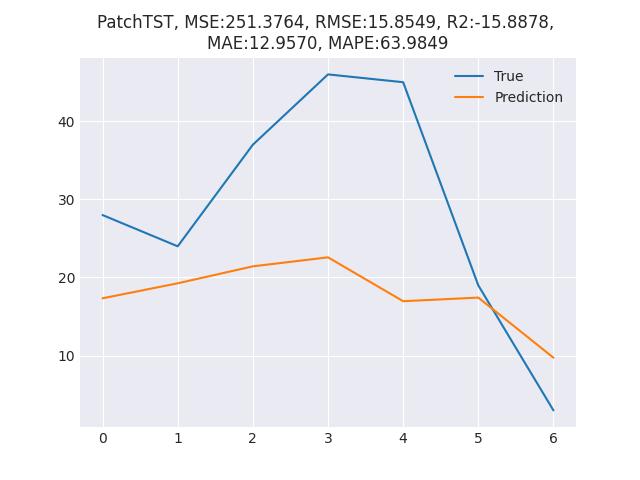 PatchTST, MSE:251.3764, RMSE:15.8549, R2:-15.8878,
MAE:12.9570, MAPE:63.9849
True
Prediction
40
30
20
10
0 1 2 3 4 5 6